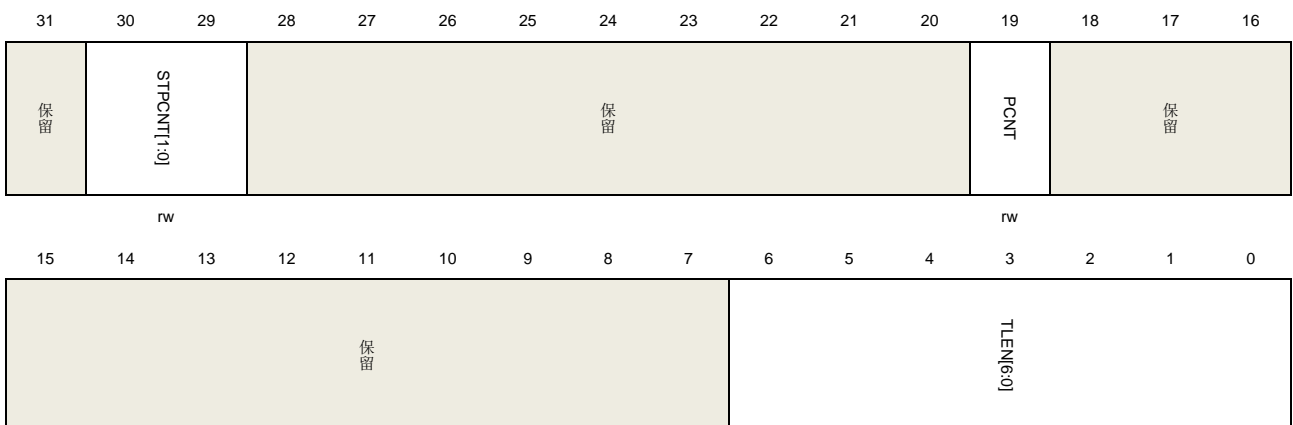 31 30 29 28 27 26 25 24 23 22 21 20 19 18 17 16
保留 STPCNT[1:0] 保留 PCNT 保留
rw rw
15 14 13 12 11 10 9 8 7 6 5 4 3 2 1 0
保留 TLEN[6:0]